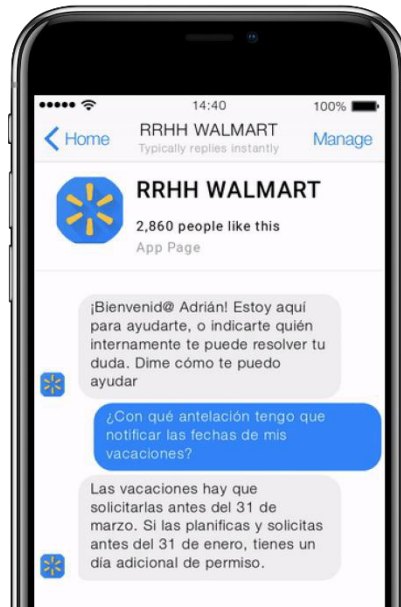 14:40
100%
Home
RRHH WALMART
Typically replies instantly
Manage
RRHH WALMART
2,860 people like this
App Page
¡Bienvenid@ Adrián! Estoy aquí
para ayudarte, o indicarte quién
internamente te puede resolver tu
duda. Dime cómo te puedo
ayudar
¿Con qué antelación tengo que
notificar las fechas de mis
vacaciones?
Las vacaciones hay que
solicitarlas antes del 31 de
marzo. Si las planificas y solicitas
antes del 31 de enero, tienes un
día adicional de permiso.